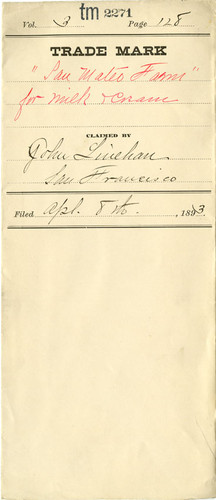 tm 2271
Vol. 3 Page 128
TRADE MARK
"San Mateo Farm"
for milk & Cream
CLAIMED BY
John Linehan
San Francisco
Filed Apl. 8th, 1893